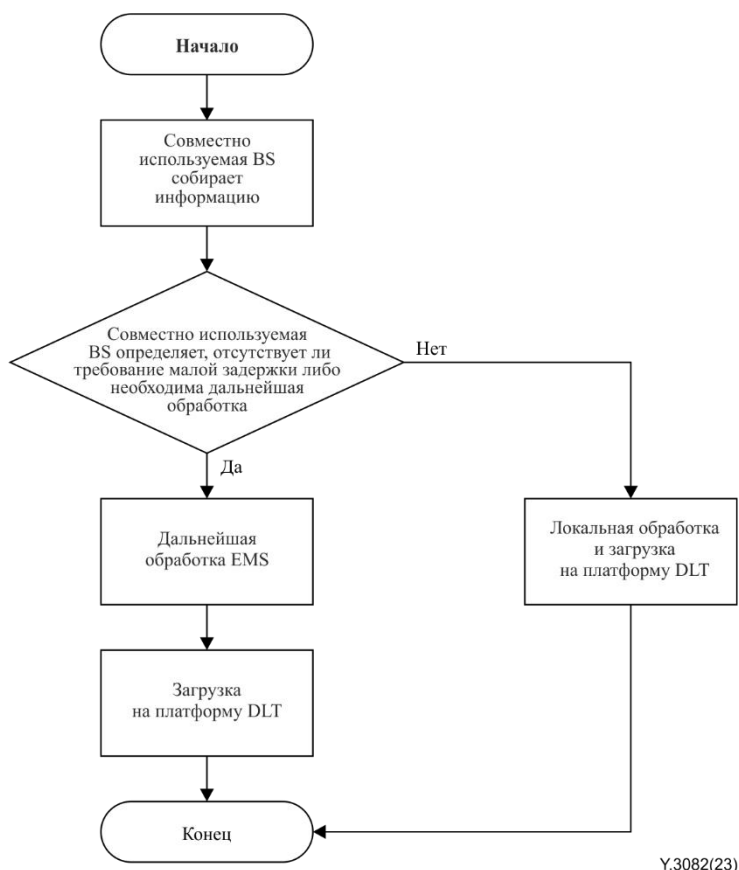 Начало
Совместно
используемая BS
собирает
информацию
Совместно используемая
BS определяет, отсутствует ли
требование малой задержки либо
необходима дальнейшая
обработка
Нет
Да
Дальнейшая
обработка EMS
Локальная обработка
и загрузка
на платформу DLT
Загрузка
на платформу DLT
Конец
Y.3082(23)